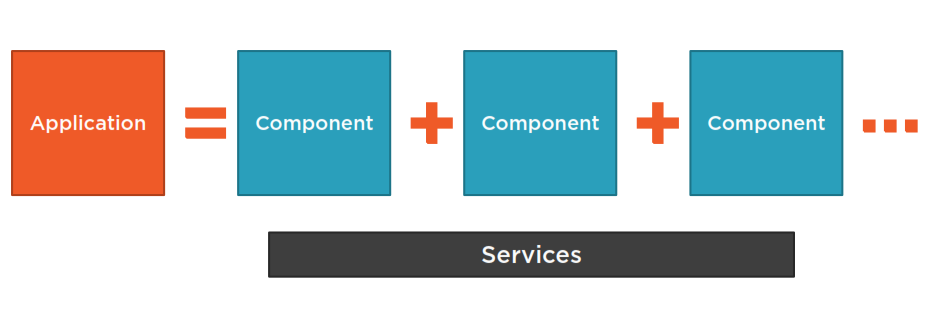 Application = Component + Component + Component ...
Services